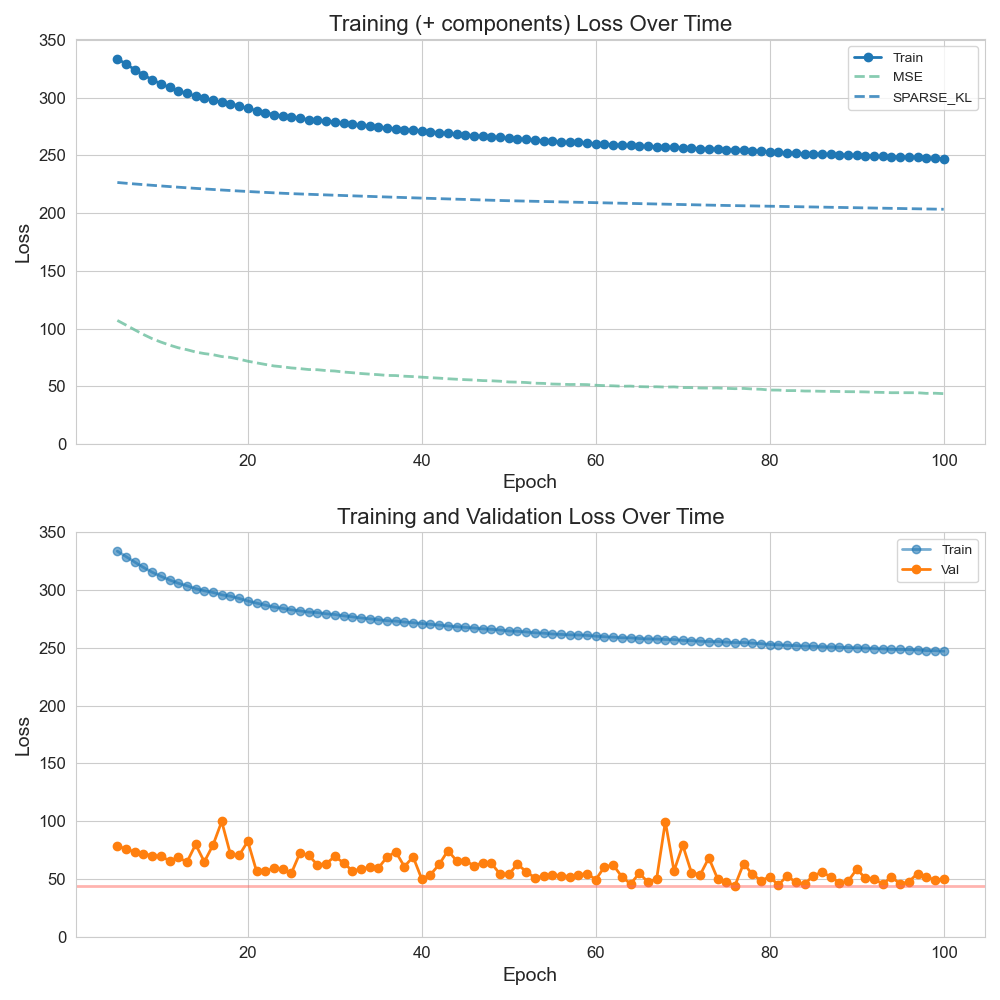 Training (+ components) Loss Over Time
350
300
250
200
150
100
50
0
Loss
Train
MSE
SPARSE_KL
20
40
60
80
100
Epoch
Training and Validation Loss Over Time
350
300
250
200
150
100
50
0
Loss
Train
Val
20
40
60
80
100
Epoch